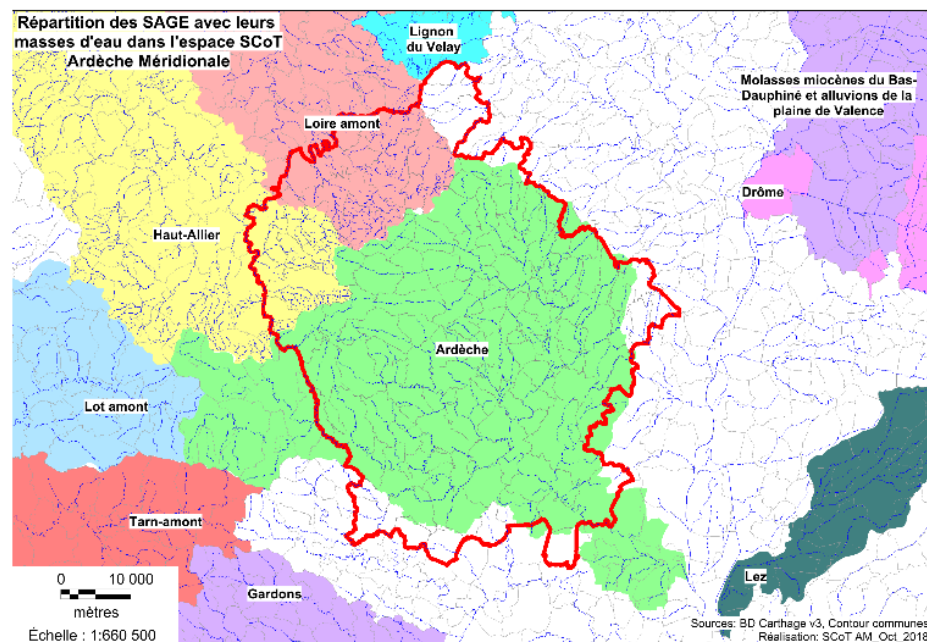 Répartition des SAGE avec leurs
masses d'eau dans l'espace SCoT
Ardèche Méridionale
Lignon
du Velay
Molasses miocènes du Bas-
Dauphiné et alluvions de la
plaine de Valence
Loire amont
Drôme
Haut-Allier
Ardèche
Lot amont
Tarn-amont
Lez
Gardons
0 10 000
mètres
Échelle : 1:660 500
Sources: BD Carthage v3, Contour communes
Réalisation: SCoT AM_Oct_2018